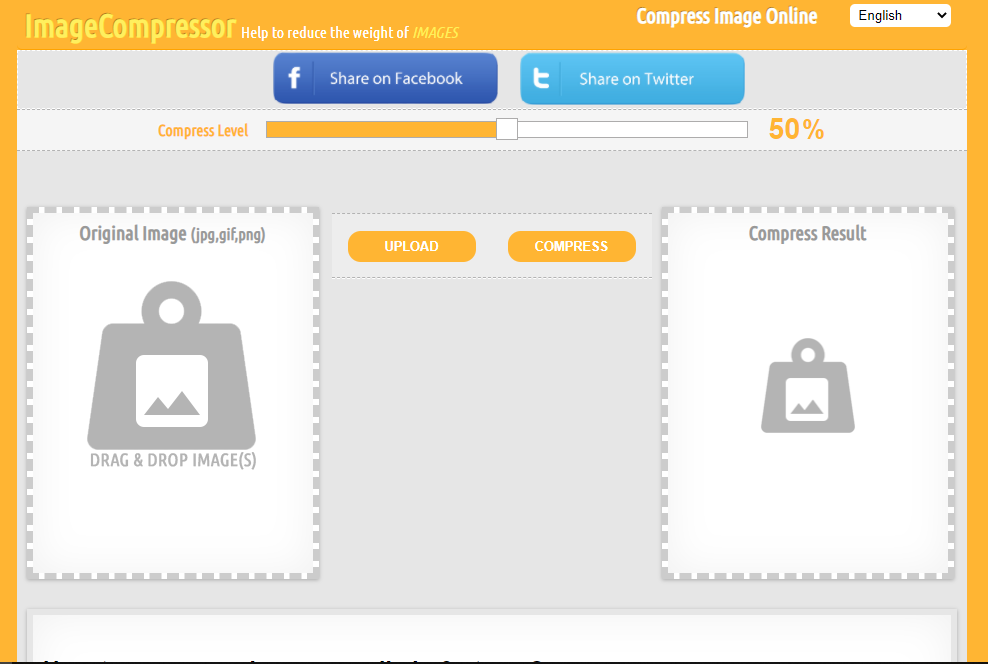 ImageCompressor Help to reduce the weight of IMAGES
Compress Image Online
English
f Share on Facebook
t Share on Twitter
Compress Level
50%
Original Image (jpg,gif,png)
UPLOAD
COMPRESS
Compress Result
DRAG & DROP IMAGE(S)